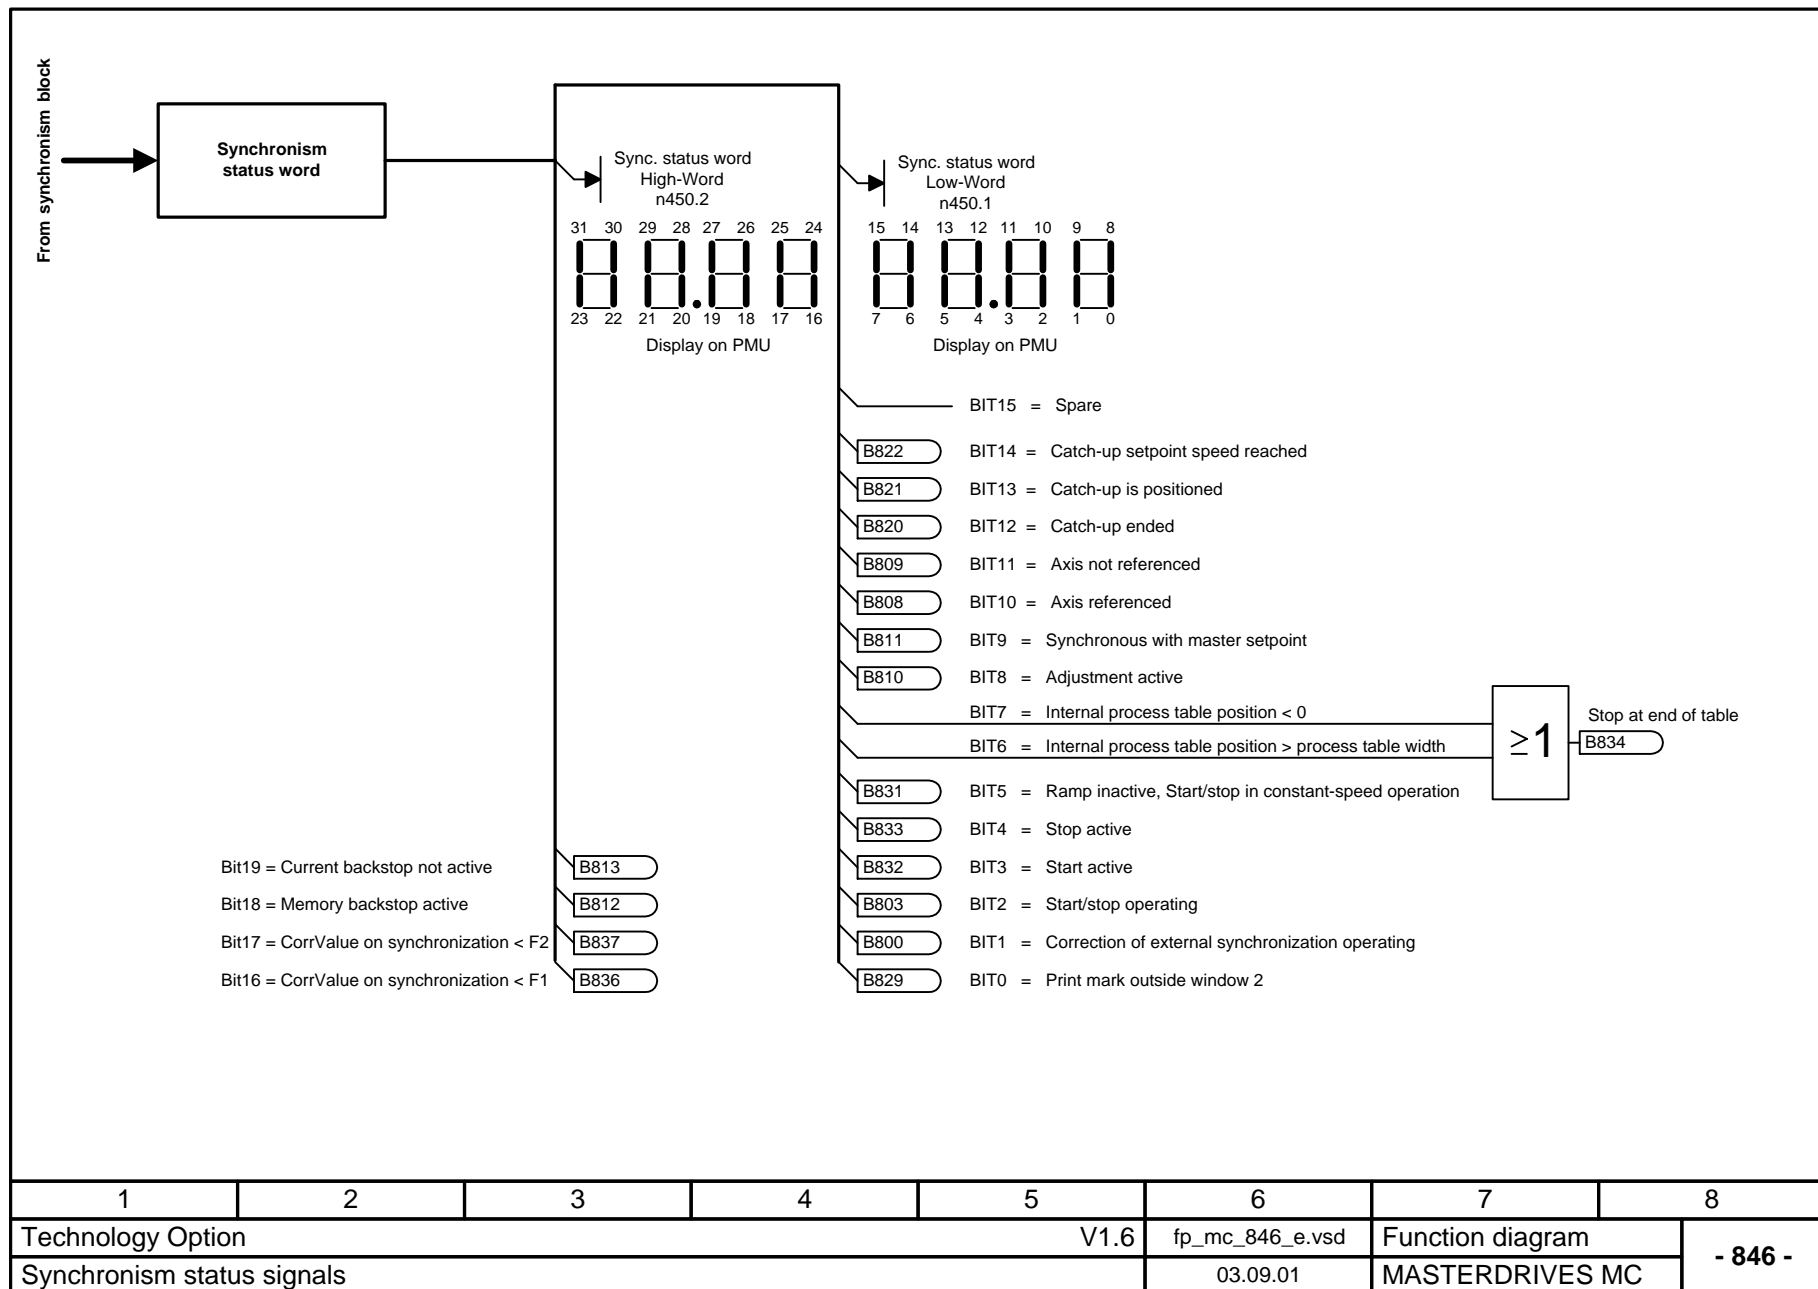 From synchronism block
Synchronism
status word
Sync. status word
High-Word
n450.2
31 30 29 28 27 26 25 24
23 22 21 20 19 18 17 16
Display on PMU
Sync. status word
Low-Word
n450.1
15 14 13 12 11 10 9 8
7 6 5 4 3 2 1 0
Display on PMU
BIT15 = Spare
B822 BIT14 = Catch-up setpoint speed reached
B821 BIT13 = Catch-up is positioned
B820 BIT12 = Catch-up ended
B809 BIT11 = Axis not referenced
B808 BIT10 = Axis referenced
B811 BIT9 = Synchronous with master setpoint
B810 BIT8 = Adjustment active
BIT7 = Internal process table position < 0
BIT6 = Internal process table position > process table width
≥1
Stop at end of table
B834
B831 BIT5 = Ramp inactive, Start/stop in constant-speed operation
B833 BIT4 = Stop active
B832 BIT3 = Start active
B803 BIT2 = Start/stop operating
B800 BIT1 = Correction of external synchronization operating
B829 BIT0 = Print mark outside window 2
Bit19 = Current backstop not active B813
Bit18 = Memory backstop active B812
Bit17 = CorrValue on synchronization < F2 B837
Bit16 = CorrValue on synchronization < F1 B836
1 2 3 4 5 6 7 8
Technology Option V1.6 fp_mc_846_e.vsd Function diagram
- 846 -
Synchronism status signals 03.09.01 MASTERDRIVES MC